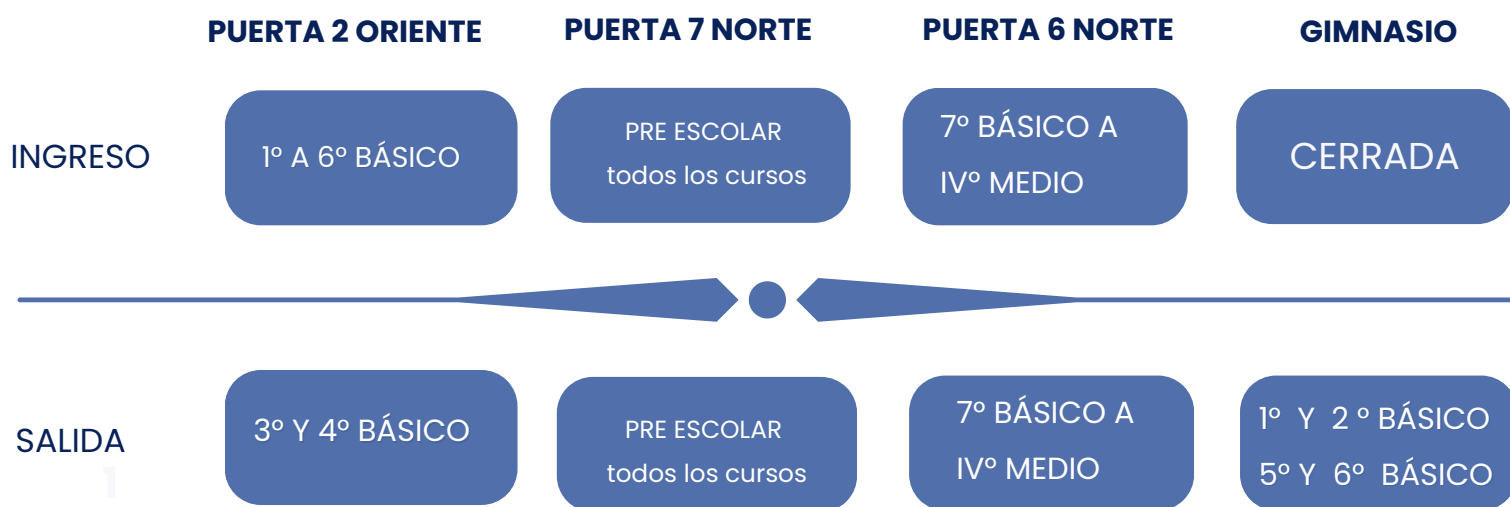 PUERTA 2 ORIENTE
PUERTA 7 NORTE
PUERTA 6 NORTE
GIMNASIO
INGRESO
1º A 6º BÁSICO
PRE ESCOLAR
todos los cursos
7º BÁSICO A
IVº MEDIO
CERRADA
SALIDA
1
3º Y 4º BÁSICO
PRE ESCOLAR
todos los cursos
7º BÁSICO A
IVº MEDIO
1º Y 2 º BÁSICO
5º Y 6º BÁSICO